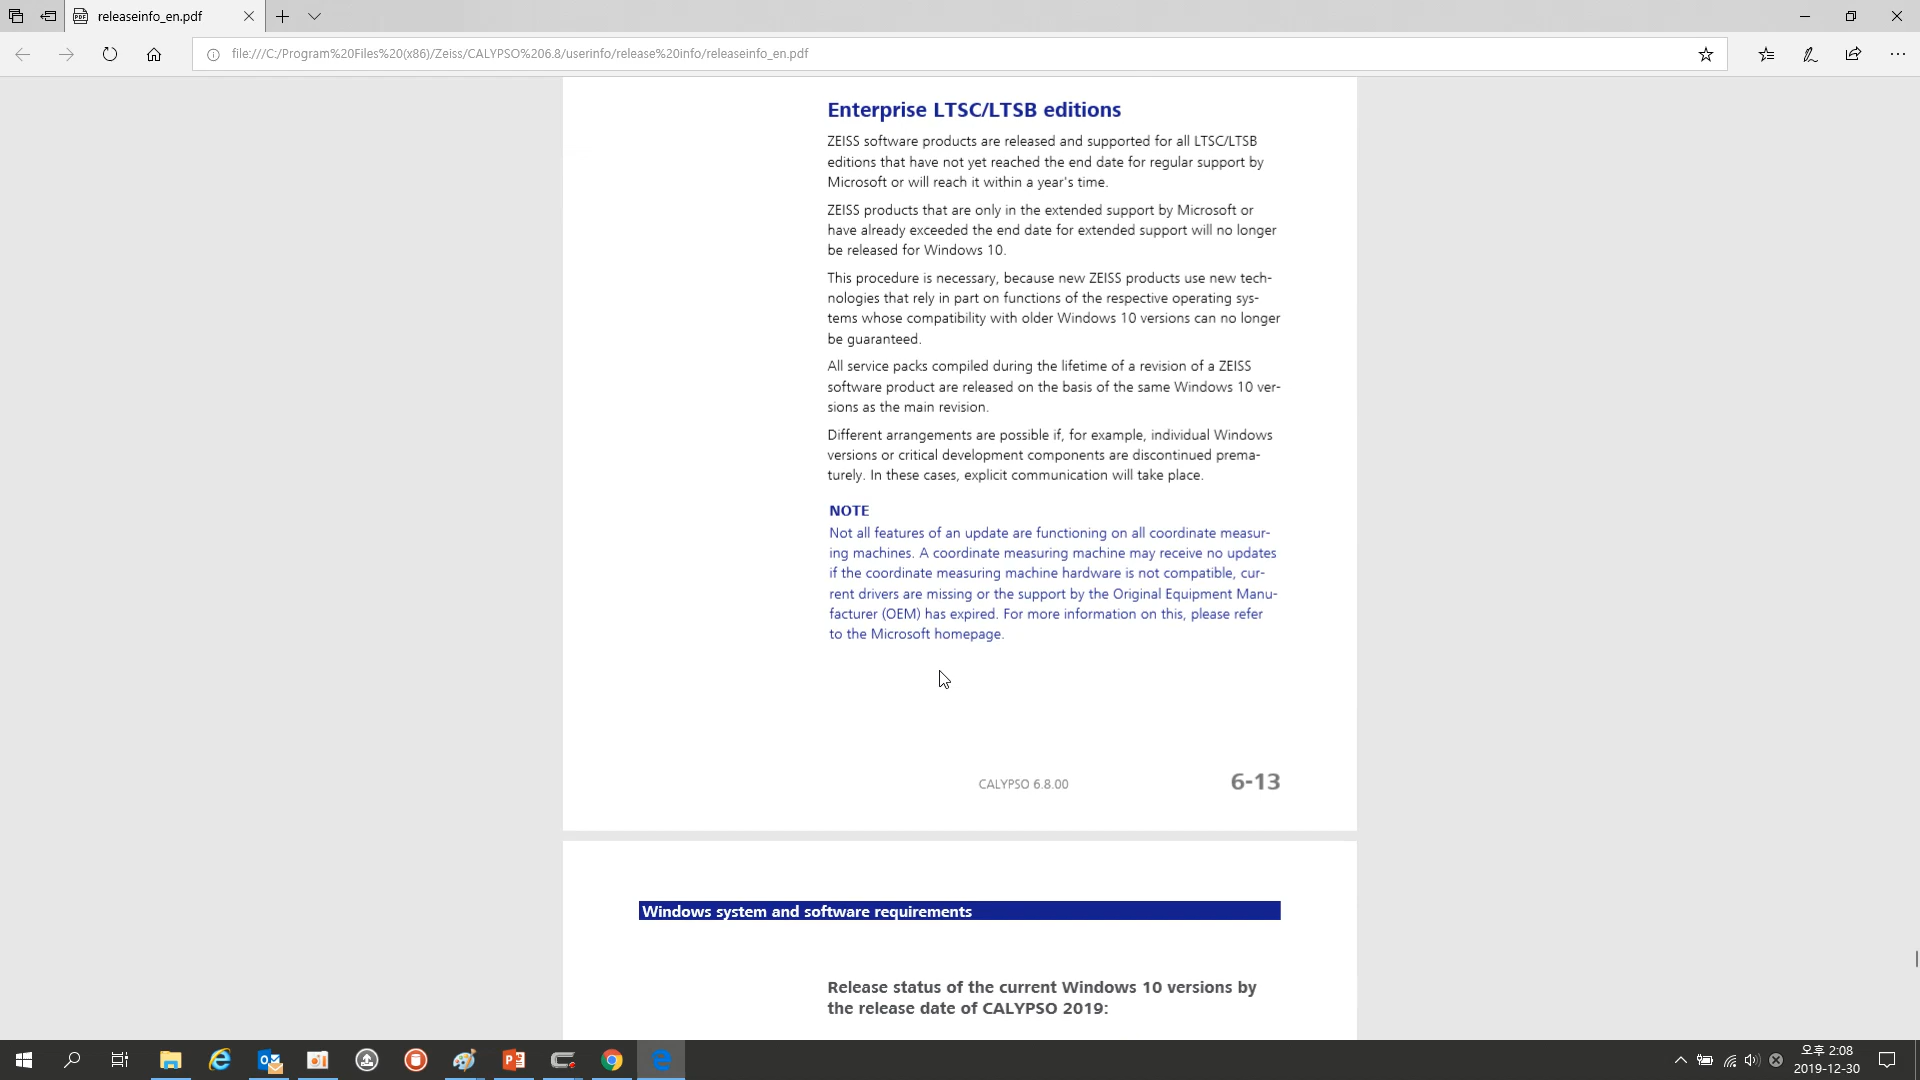 releaseinfo_en.pdf
file:///C:/Program%20Files%20(x86)/Zeiss/CALYPSO%206.8/userinfo/release%20info/releaseinfo_en.pdf
Enterprise LTSC/LTSB editions
ZEISS software products are released and supported for all LTSC/LTSB
editions that have not yet reached the end date for regular support by
Microsoft or will reach it within a year's time.
ZEISS products that are only in the extended support by Microsoft or
have already exceeded the end date for extended support will no longer
be released for Windows 10.
This procedure is necessary, because new ZEISS products use new tech-
nologies that rely in part on functions of the respective operating sys-
tems whose compatibility with older Windows 10 versions can no longer
be guaranteed.
All service packs compiled during the lifetime of a revision of a ZEISS
software product are released on the basis of the same Windows 10 ver-
sions as the main revision.
Different arrangements are possible if, for example, individual Windows
versions or critical development components are discontinued prema-
turely. In these cases, explicit communication will take place.
NOTE
Not all features of an update are functioning on all coordinate measur-
ing machines. A coordinate measuring machine may receive no updates
if the coordinate measuring machine hardware is not compatible, cur-
rent drivers are missing or the support by the Original Equipment Manu-
facturer (OEM) has expired. For more information on this, please refer
to the Microsoft homepage.
CALYPSO 6.8.00
6-13
Windows system and software requirements
Release status of the current Windows 10 versions by
the release date of CALYPSO 2019:
오후 2:08
2019-12-30